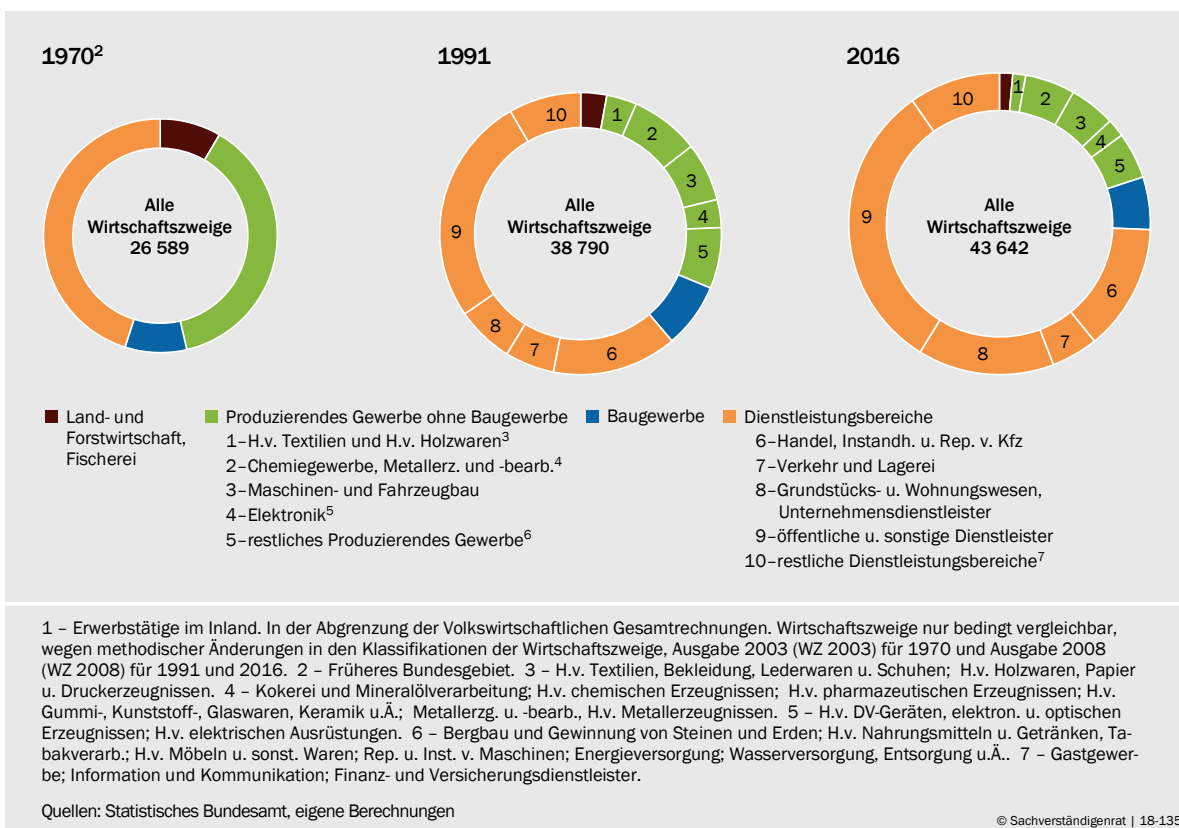 1970²
1991
2016
Alle
Wirtschaftszweige
26 589
10
1
2
3
4
5
6
7
8
9
Alle
Wirtschaftszweige
38 790
10
1
2
3
4
5
6
7
8
9
Alle
Wirtschaftszweige
43 642
Land- und
Forstwirtschaft,
Fischerei
Produzierendes Gewerbe ohne Baugewerbe
1–H.v. Textilien und H.v. Holzwaren³
2–Chemiegewerbe, Metallerz. und -bearb.⁴
3–Maschinen- und Fahrzeugbau
4–Elektronik⁵
5–restliches Produzierendes Gewerbe⁶
Baugewerbe
Dienstleistungsbereiche
6–Handel, Instandh. u. Rep. v. Kfz
7–Verkehr und Lagerei
8–Grundstücks- u. Wohnungswesen,
Unternehmensdienstleister
9–öffentliche u. sonstige Dienstleister
10–restliche Dienstleistungsbereiche⁷
1 – Erwerbstätige im Inland. In der Abgrenzung der Volkswirtschaftlichen Gesamtrechnungen. Wirtschaftszweige nur bedingt vergleichbar,
wegen methodischer Änderungen in den Klassifikationen der Wirtschaftszweige, Ausgabe 2003 (WZ 2003) für 1970 und Ausgabe 2008
(WZ 2008) für 1991 und 2016. 2 – Früheres Bundesgebiet. 3 – H.v. Textilien, Bekleidung, Lederwaren u. Schuhen; H.v. Holzwaren, Papier
u. Druckerzeugnissen. 4 – Kokerei und Mineralölverarbeitung; H.v. chemischen Erzeugnissen; H.v. pharmazeutischen Erzeugnissen; H.v.
Gummi-, Kunststoff-, Glaswaren, Keramik u.Ä.; Metallerzg. u. -bearb., H.v. Metallerzeugnissen. 5 – H.v. DV-Geräten, elektron. u. optischen
Erzeugnissen; H.v. elektrischen Ausrüstungen. 6 – Bergbau und Gewinnung von Steinen und Erden; H.v. Nahrungsmitteln u. Getränken, Ta-
bakverarb.; H.v. Möbeln u. sonst. Waren; Rep. u. Inst. v. Maschinen; Energieversorgung; Wasserversorgung, Entsorgung u.Ä.. 7 – Gastgewer-
be; Information und Kommunikation; Finanz- und Versicherungsdienstleister.
Quellen: Statistisches Bundesamt, eigene Berechnungen
© Sachverständigenrat | 18-135